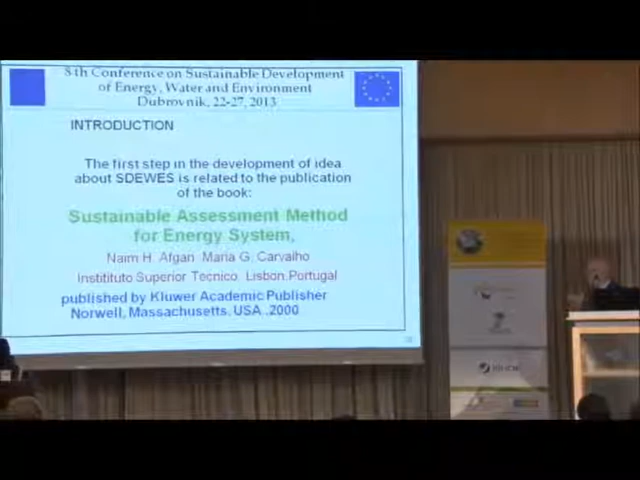 8th Conference on Sustainable Development
of Energy, Water and Environment
Dubrovnik, 22-27, 2013
INTRODUCTION
The first step in the development of idea
about SDEWES is related to the publication
of the book:
Sustainable Assessment Method
for Energy System,
Naim H. Afgan Maria G. Carvalho
Institituto Superior Tecnico, Lisbon.Portugal
published by Kluwer Academic Publisher
Norwell, Massachusetts, USA ,2000